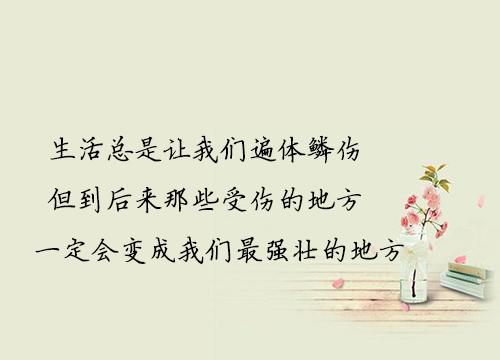 生活总是让我们遍体鳞伤
但到后来那些受伤的地方
一定会变成我们最强壮的地方